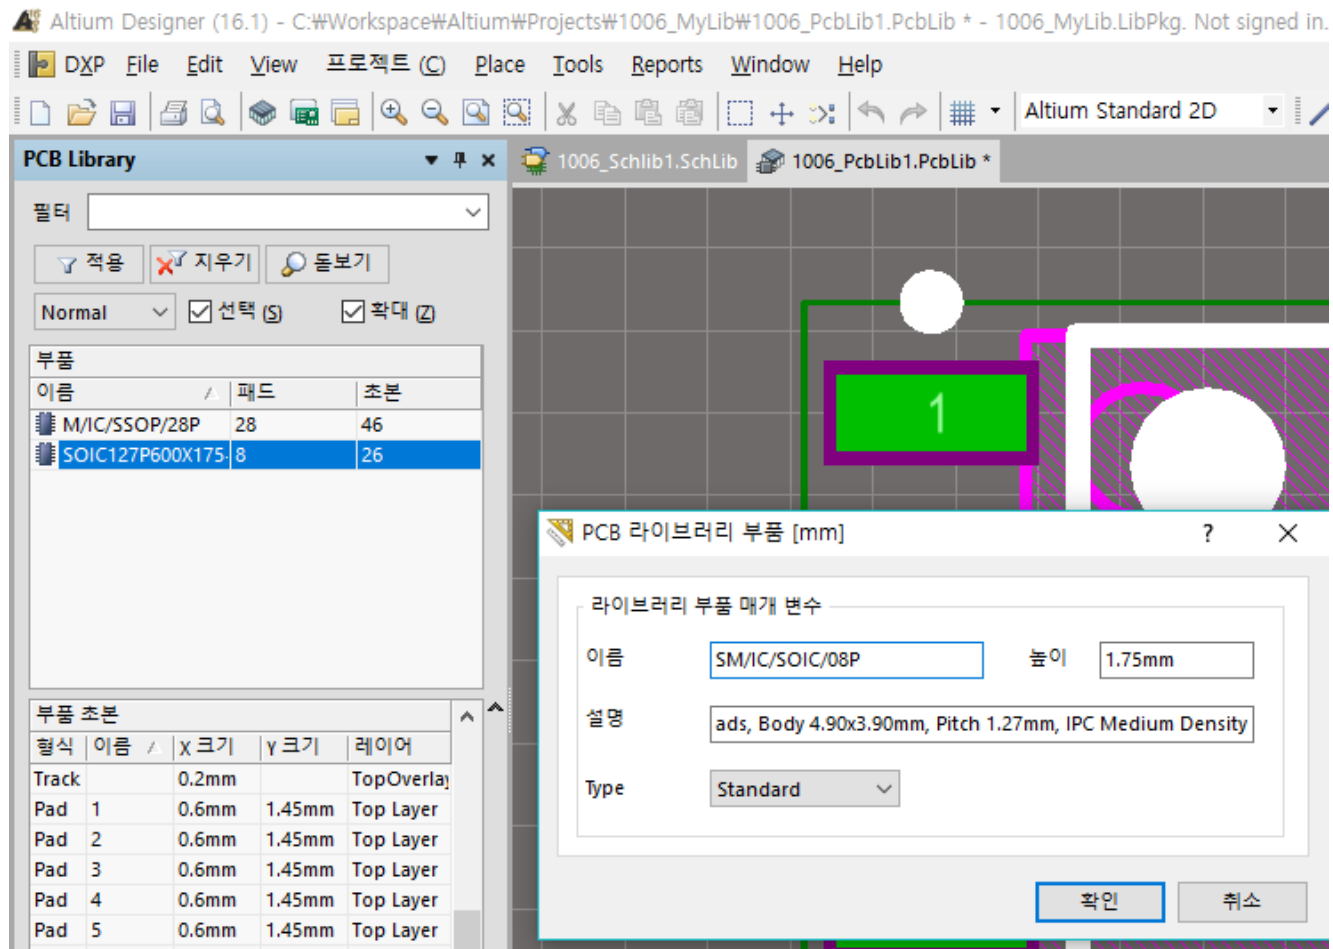 Altium Designer (16.1) - C:₩Workspace₩Altium₩Projects₩1006_MyLib₩1006_PcbLib1.PcbLib * - 1006_MyLib.LibPkg. Not signed in.
DXP File Edit View 프로젝트 (C) Place Tools Reports Window Help
Altium Standard 2D
PCB Library
1006_Schlib1.SchLib 1006_PcbLib1.PcbLib *
필터
적용 지우기 돋보기
Normal 선택 (S) 확대 (Z)
부품
이름 패드 초본
M/IC/SSOP/28P 28 46
SOIC127P600X175- 8 26
1
PCB 라이브러리 부품 [mm] ?
라이브러리 부품 매개 변수
이름 SM/IC/SOIC/08P 높이 1.75mm
설명 ads, Body 4.90x3.90mm, Pitch 1.27mm, IPC Medium Density
Type Standard
확인 취소
부품 초본
형식 이름 X 크기 Y 크기 레이어
Track 0.2mm TopOverlay
Pad 1 0.6mm 1.45mm Top Layer
Pad 2 0.6mm 1.45mm Top Layer
Pad 3 0.6mm 1.45mm Top Layer
Pad 4 0.6mm 1.45mm Top Layer
Pad 5 0.6mm 1.45mm Top Layer